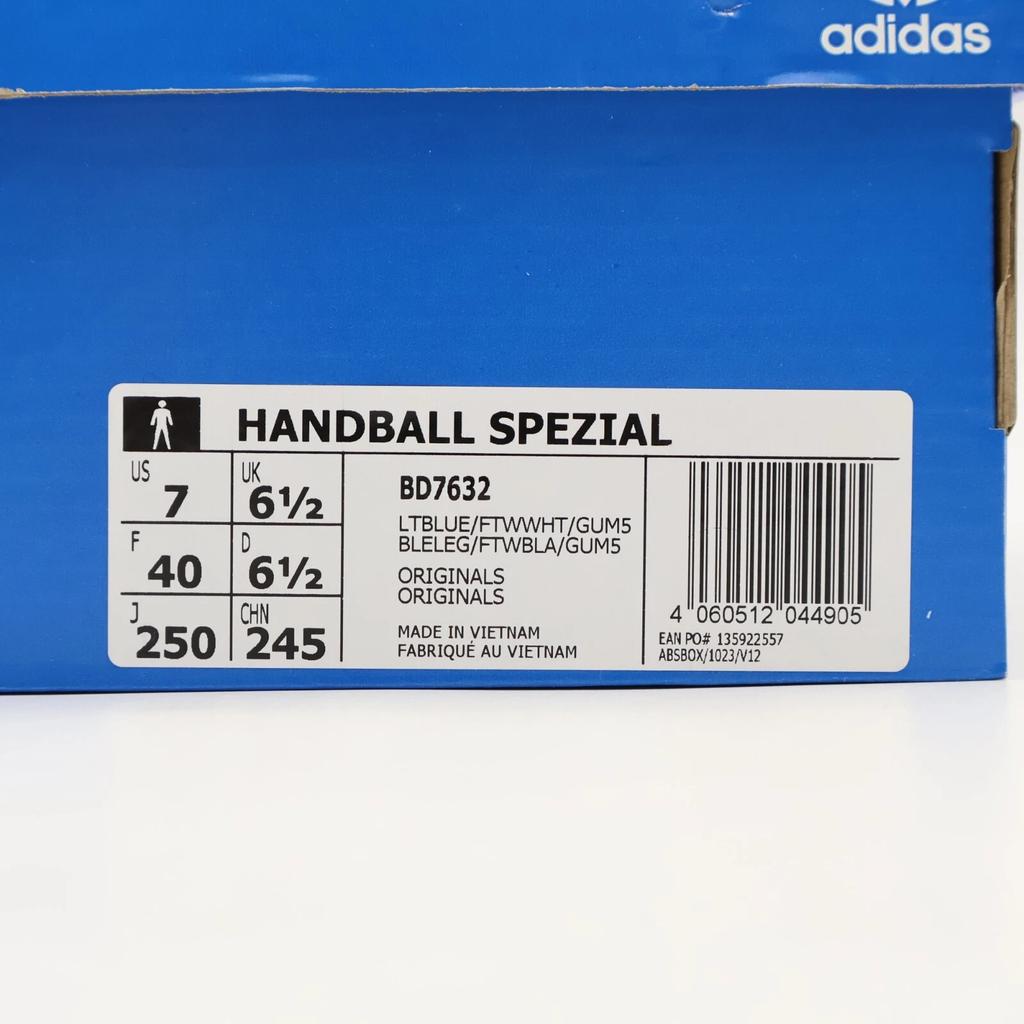 adidas
HANDBALL SPEZIAL
US
7
UK
6½
F
40
D
6½
J
250
CHN
245
BD7632
LTBLUE/FTWWHT/GUM5
BLELEG/FTWBLA/GUM5
ORIGINALS
ORIGINALS
MADE IN VIETNAM
FABRIQUÉ AU VIETNAM
4 060512 044905
EAN PO# 135922557
ABSBOX/1023/V12